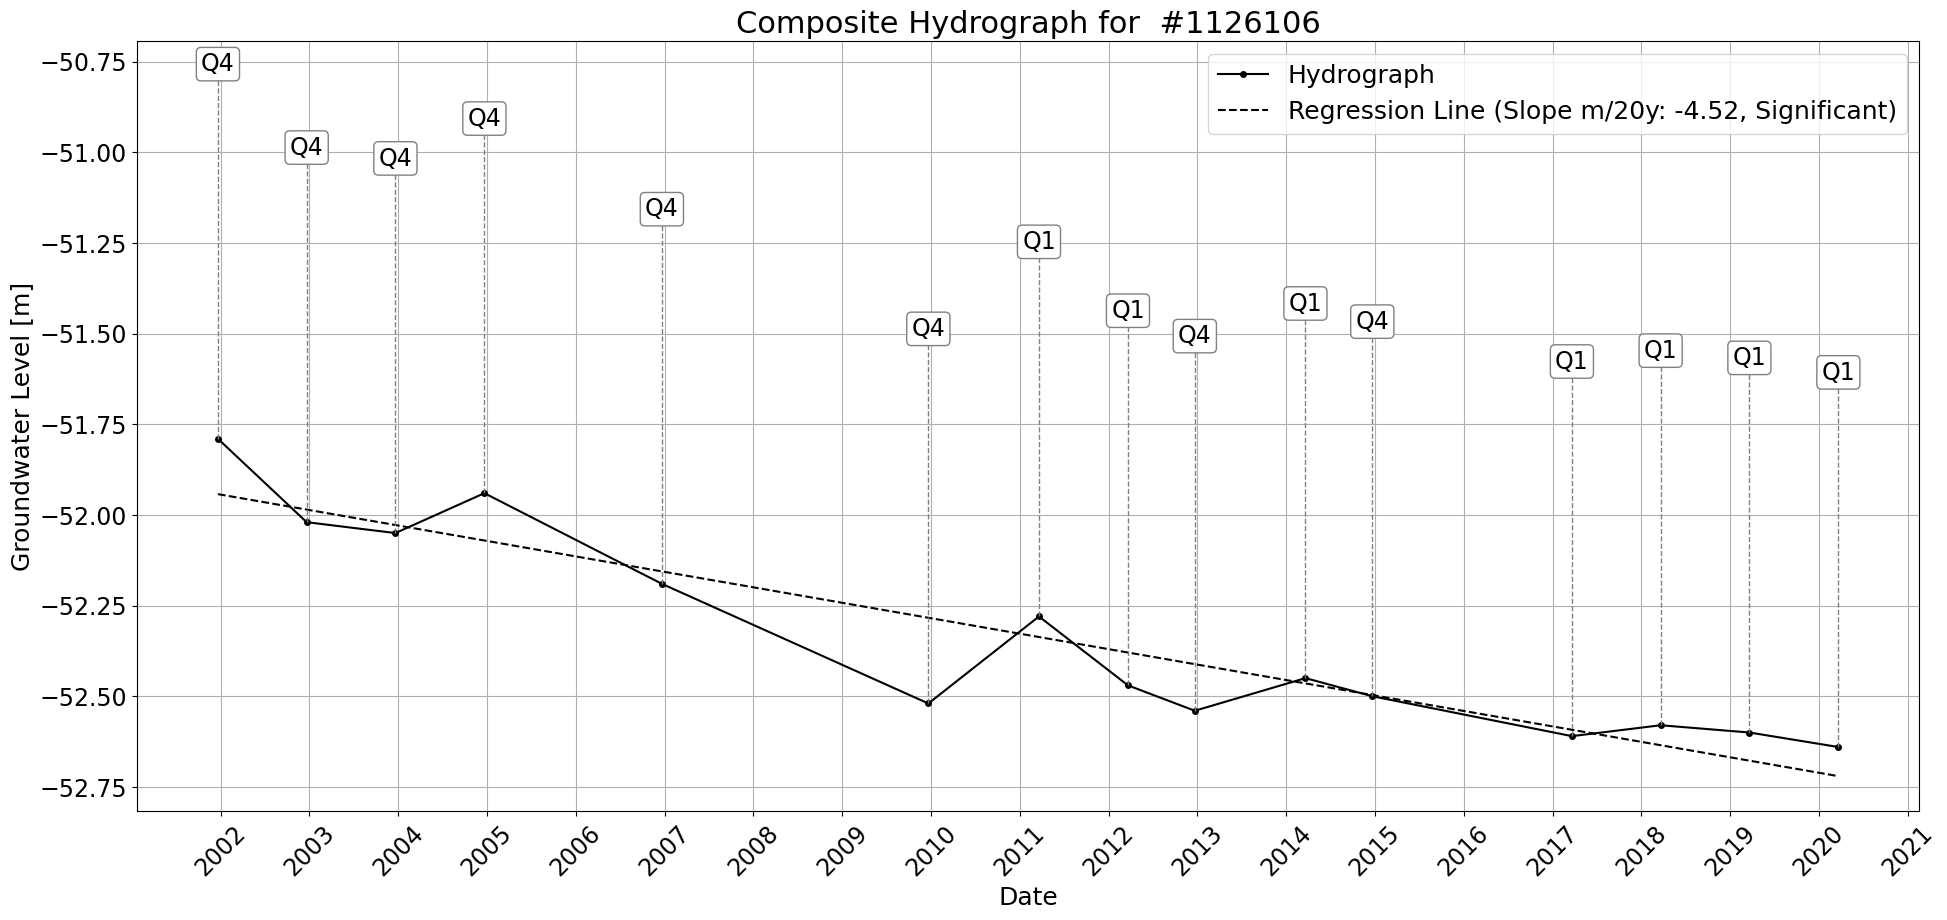 Composite Hydrograph for  #1126106
Hydrograph
Regression Line (Slope m/20y: -4.52, Significant)
Groundwater Level [m]
−50.75
−51.00
−51.25
−51.50
−51.75
−52.00
−52.25
−52.50
−52.75
Q4
Q4
Q4
Q4
Q4
Q4
Q1
Q1
Q4
Q1
Q4
Q1
Q1
Q1
Q1
2002
2003
2004
2005
2006
2007
2008
2009
2010
2011
2012
2013
2014
2015
2016
2017
2018
2019
2020
2021
Date